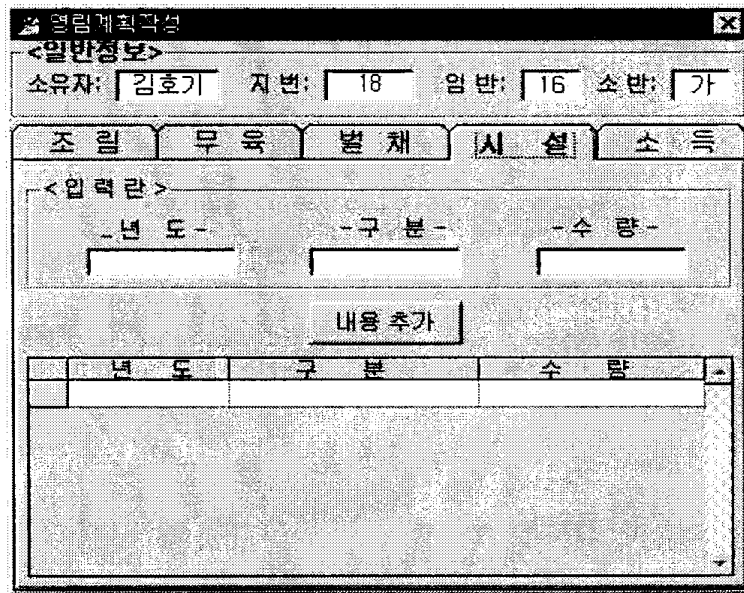 영림계획작성
<일반정보>
소유자: 김호기 지 번: 18 임 반: 16 소 반: 가
조 림 무 육 벌 채 시 설 소 득
<입 력 란>
-년 도- -구 분- -수 량-
내용 추가
년 도 구 분 수 량